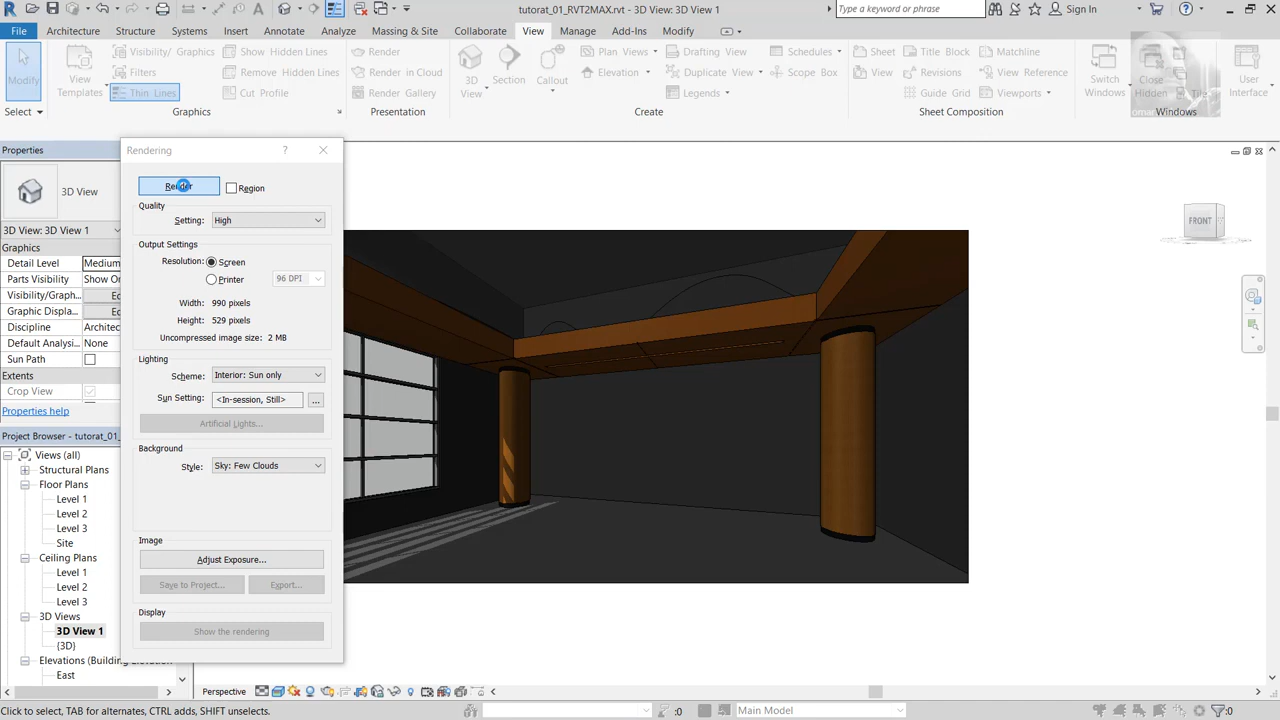 tutorat_01_RVT2MAX.rvt - 3D View: 3D View 1
Type a keyword or phrase
Sign In
File
Architecture
Structure
Systems
Insert
Annotate
Analyze
Massing & Site
Collaborate
View
Manage
Add-Ins
Modify
Modify
View Templates
Visibility/ Graphics
Filters
Thin Lines
Show Hidden Lines
Remove Hidden Lines
Cut Profile
Render
Render in Cloud
Render Gallery
3D View
Section
Callout
Plan Views
Elevation
Drafting View
Duplicate View
Legends
Schedules
Scope Box
Sheet
View
Title Block
Revisions
Guide Grid
Matchline
View Reference
Viewports
Switch Windows
Close Hidden
User Interface
Select
Graphics
Presentation
Create
Sheet Composition
Windows
Properties
3D View
3D View: 3D View 1
Graphics
Detail Level
Medium
Parts Visibility
Show On
Visibility/Graph...
Graphic Displa...
Discipline
Architec
Default Analysi...
None
Sun Path
Extents
Crop View
Properties help
Project Browser - tutorat_01_
Views (all)
Structural Plans
Floor Plans
Level 1
Level 2
Level 3
Site
Ceiling Plans
Level 1
Level 2
Level 3
3D Views
3D View 1
{3D}
Elevations (Building Elevation
East
Rendering
?
Render
Region
Quality
Setting:
High
Output Settings
Resolution:
Screen
Printer
96 DPI
Width:
990 pixels
Height:
529 pixels
Uncompressed image size:
2 MB
Lighting
Scheme:
Interior: Sun only
Sun Setting:
<In-session, Still>
...
Artificial Lights...
Background
Style:
Sky: Few Clouds
Image
Adjust Exposure...
Save to Project...
Export...
Display
Show the rendering
FRONT
Perspective
Click to select, TAB for alternates, CTRL adds, SHIFT unselects.
:0
Main Model
:0